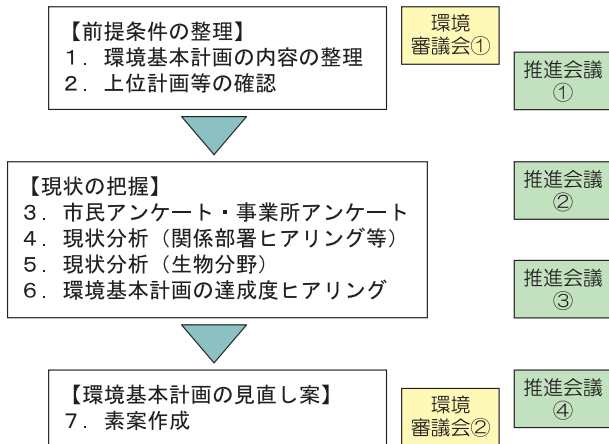 【前提条件の整理】
１．環境基本計画の内容の整理
２．上位計画等の確認
環境
審議会①
推進会議
①
【現状の把握】
３．市民アンケート・事業所アンケート
４．現状分析（関係部署ヒアリング等）
５．現状分析（生物分野）
６．環境基本計画の達成度ヒアリング
推進会議
②
推進会議
③
【環境基本計画の見直し案】
７．素案作成
環境
審議会②
推進会議
④